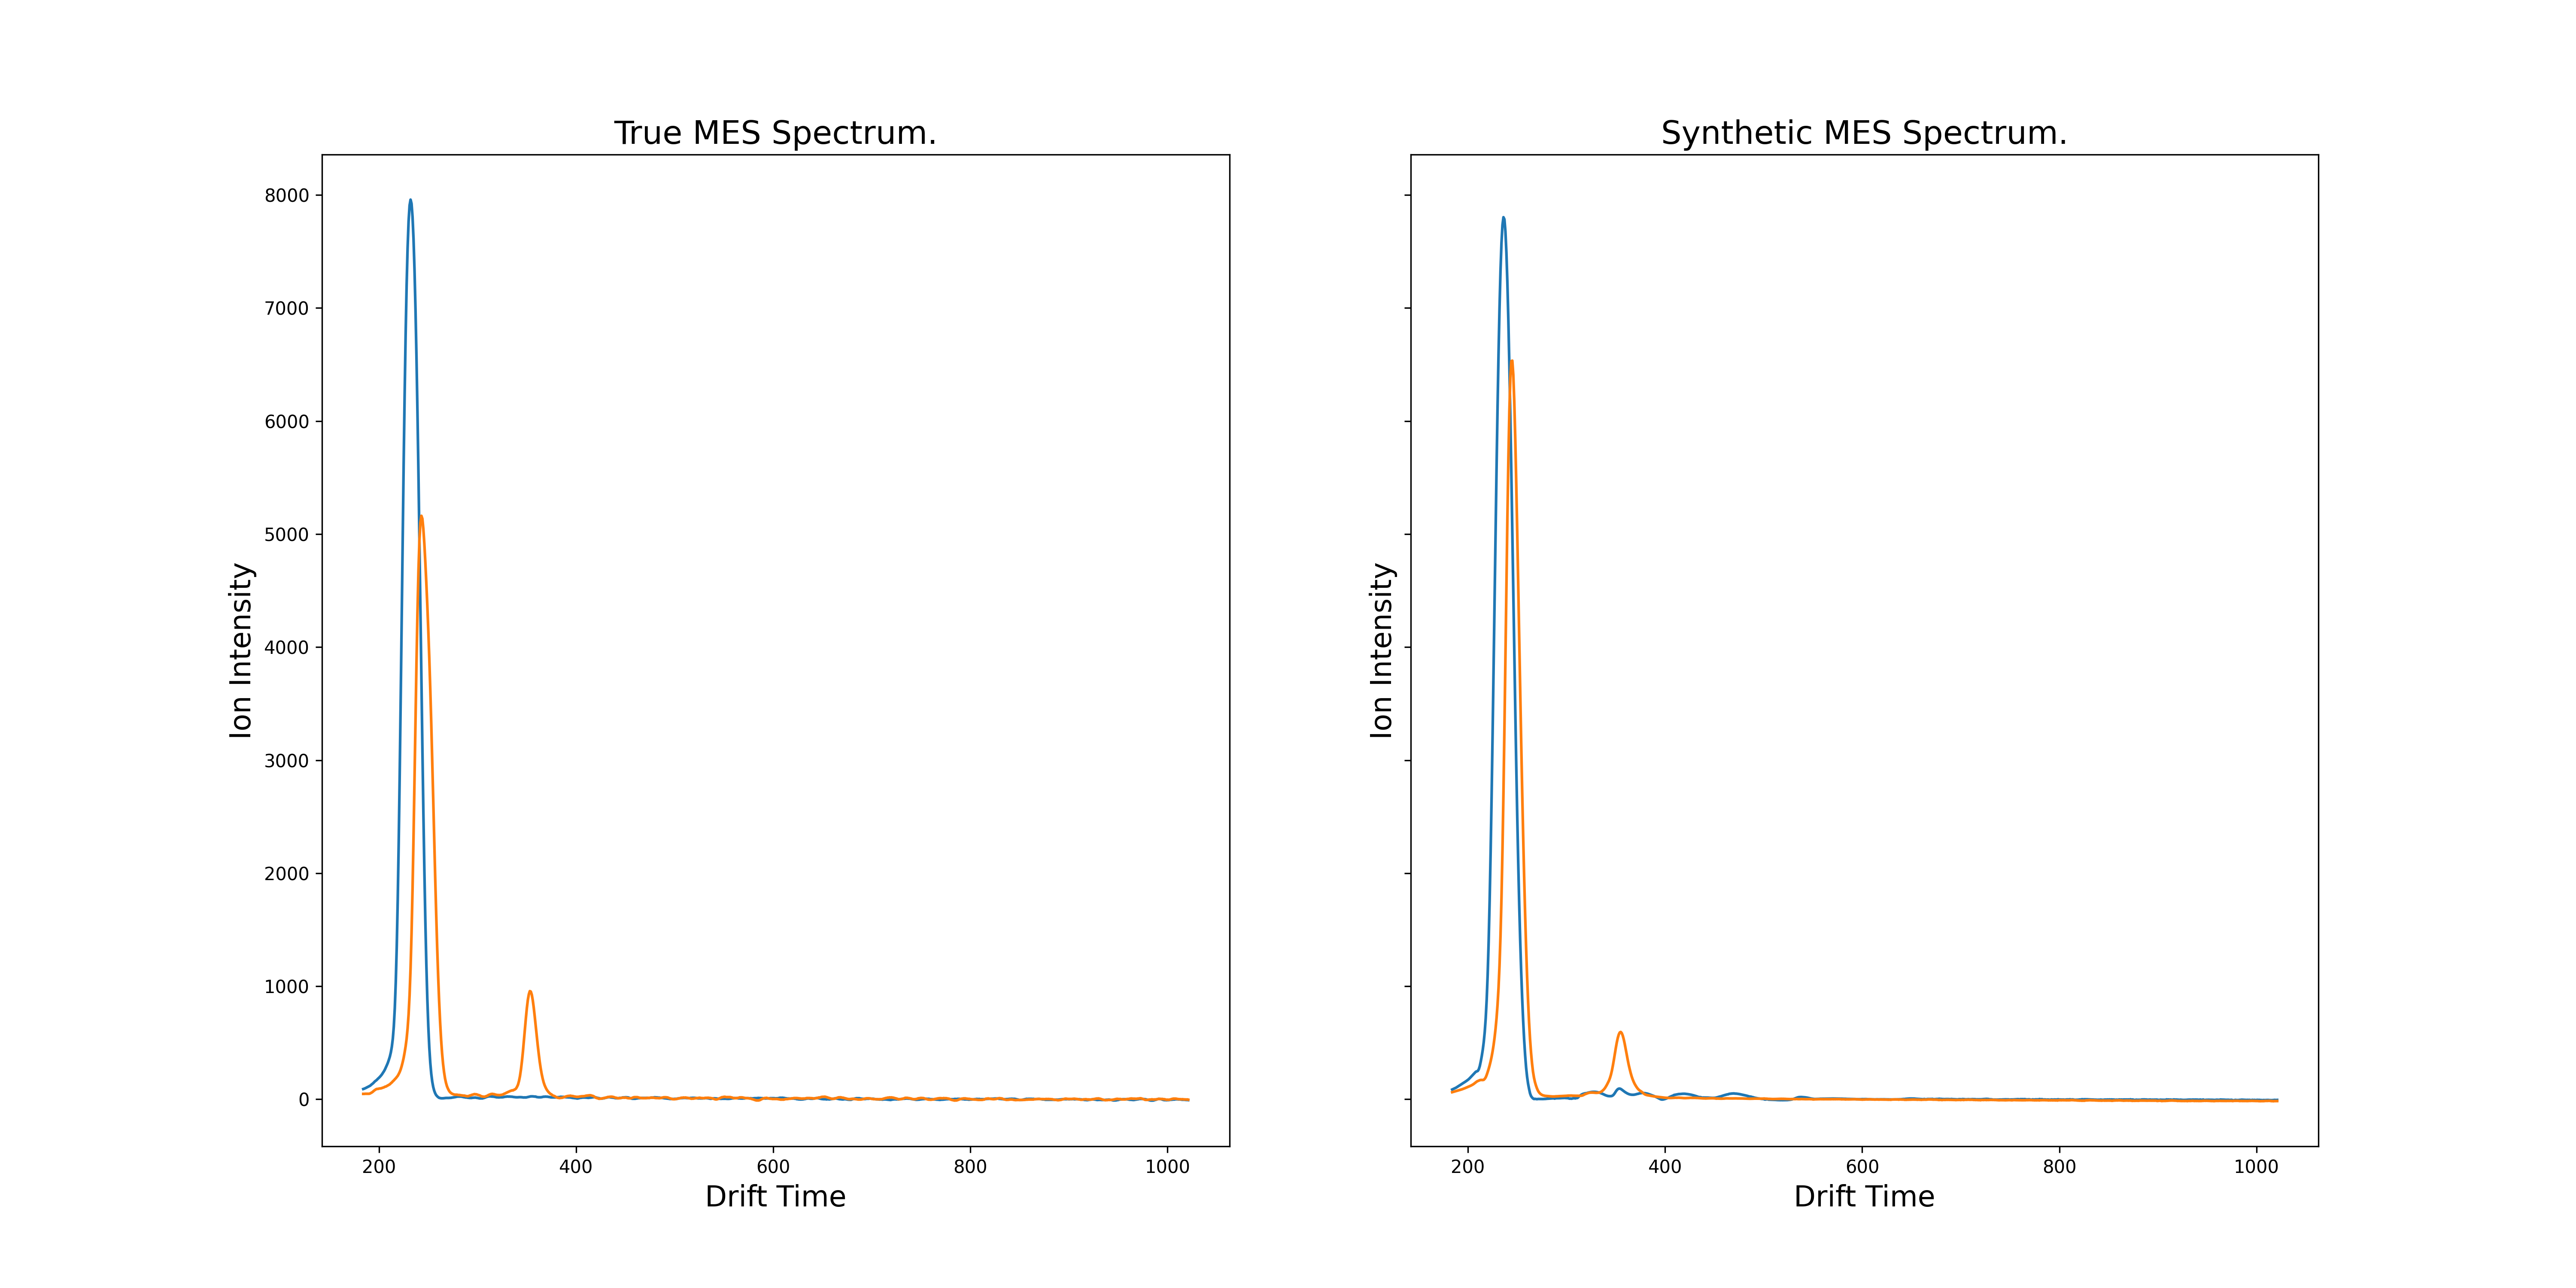 True MES Spectrum.
8000
7000
6000
5000
4000
3000
2000
1000
0
Ion Intensity
200 400 600 800 1000
Drift Time
Synthetic MES Spectrum.
Ion Intensity
200 400 600 800 1000
Drift Time